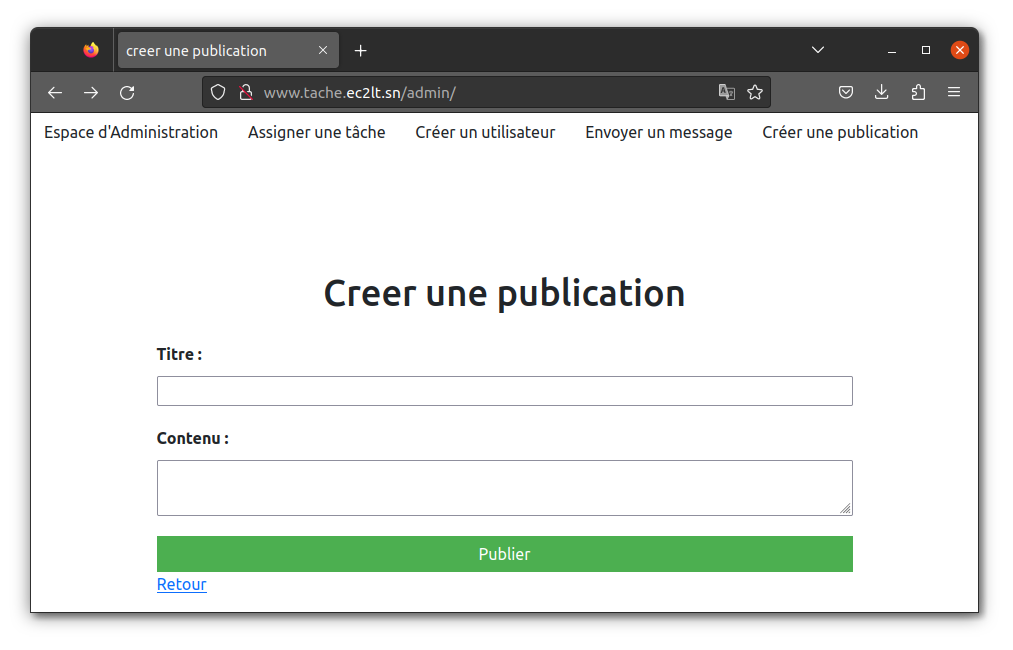 creer une publication
www.tache.ec2lt.sn/admin/
Espace d'Administration Assigner une tâche Créer un utilisateur Envoyer un message Créer une publication
Creer une publication
Titre :
Contenu :
Publier
Retour